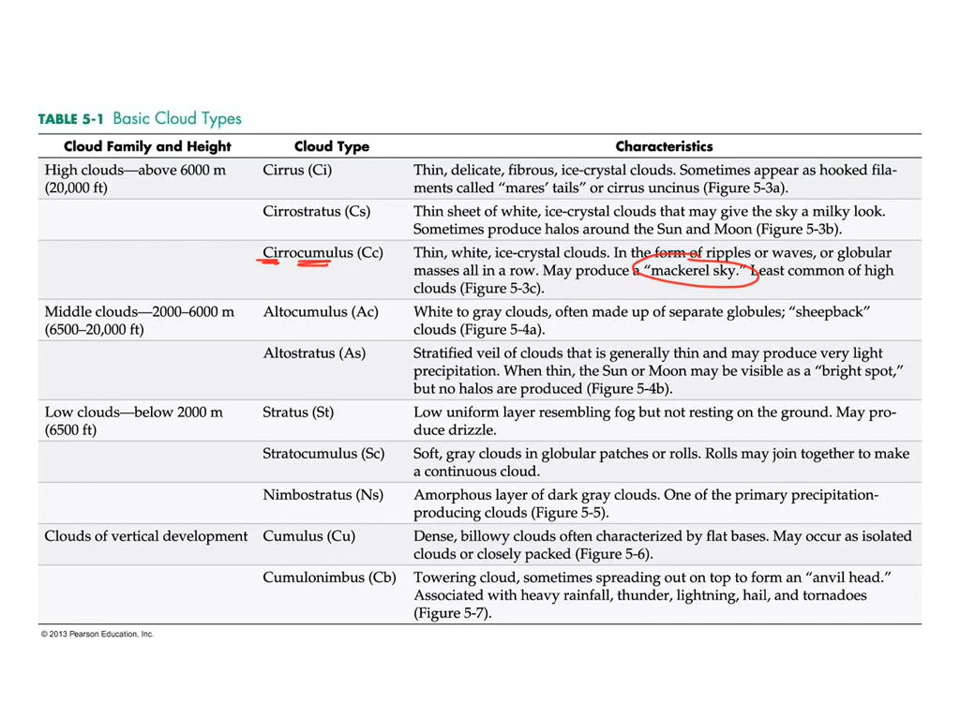 TABLE 5-1 Basic Cloud Types
Cloud Family and Height Cloud Type Characteristics
High clouds—above 6000 m Cirrus (Ci) Thin, delicate, fibrous, ice-crystal clouds. Sometimes appear as hooked fila-
(20,000 ft) ments called “mares’ tails” or cirrus uncinus (Figure 5-3a).
Cirrostratus (Cs) Thin sheet of white, ice-crystal clouds that may give the sky a milky look.
Sometimes produce halos around the Sun and Moon (Figure 5-3b).
Cirrocumulus (Cc) Thin, white, ice-crystal clouds. In the form of ripples or waves, or globular
masses all in a row. May produce a “mackerel sky.” Least common of high
clouds (Figure 5-3c).
Middle clouds—2000–6000 m Altocumulus (Ac) White to gray clouds, often made up of separate globules; “sheepback”
(6500–20,000 ft) clouds (Figure 5-4a).
Altostratus (As) Stratified veil of clouds that is generally thin and may produce very light
precipitation. When thin, the Sun or Moon may be visible as a “bright spot,”
but no halos are produced (Figure 5-4b).
Low clouds—below 2000 m Stratus (St) Low uniform layer resembling fog but not resting on the ground. May pro-
(6500 ft) duce drizzle.
Stratocumulus (Sc) Soft, gray clouds in globular patches or rolls. Rolls may join together to make
a continuous cloud.
Nimbostratus (Ns) Amorphous layer of dark gray clouds. One of the primary precipitation-
producing clouds (Figure 5-5).
Clouds of vertical development Cumulus (Cu) Dense, billowy clouds often characterized by flat bases. May occur as isolated
clouds or closely packed (Figure 5-6).
Cumulonimbus (Cb) Towering cloud, sometimes spreading out on top to form an “anvil head.”
Associated with heavy rainfall, thunder, lightning, hail, and tornadoes
(Figure 5-7).
© 2013 Pearson Education, Inc.